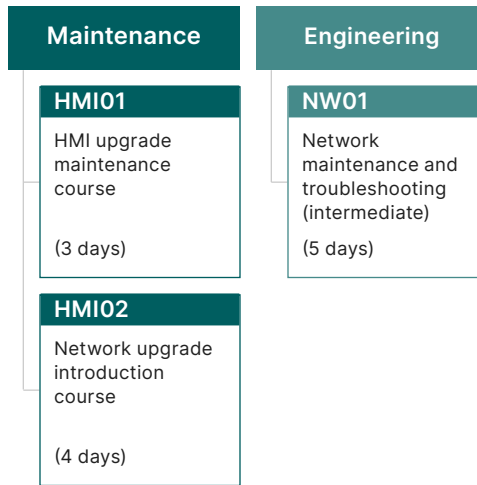 Maintenance
HMI01
HMI upgrade
maintenance
course
(3 days)
HMI02
Network upgrade
introduction
course
(4 days)
Engineering
NW01
Network
maintenance and
troubleshooting
(intermediate)
(5 days)